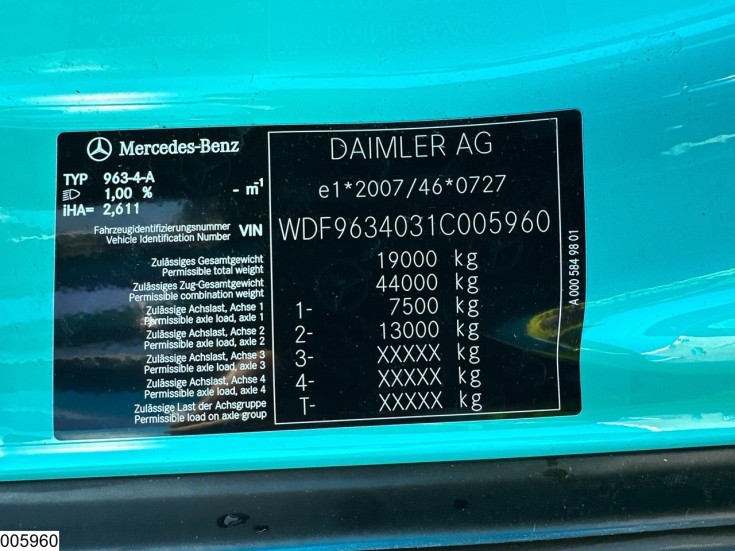 Mercedes-Benz
TYP 963-4-A
1,00 % - m⁻¹
iHA= 2,611
DAIMLER AG
e1*2007/46*0727
Fahrzeugidentifizierungsnummer
Vehicle Identification Number VIN WDF9634031C005960
Zulässiges Gesamtgewicht
Permissible total weight 19000 kg
Zulässiges Zug-Gesamtgewicht
Permissible combination weight 44000 kg
Zulässige Achslast, Achse 1
Permissible axle load, axle 1 1- 7500 kg
Zulässige Achslast, Achse 2
Permissible axle load, axle 2 2- 13000 kg
Zulässige Achslast, Achse 3
Permissible axle load, axle 3 3- XXXXX kg
Zulässige Achslast, Achse 4
Permissible axle load, axle 4 4- XXXXX kg
Zulässige Last der Achsgruppe
Permissible load on axle group T- XXXXX kg
A 000 584 98 01
005960